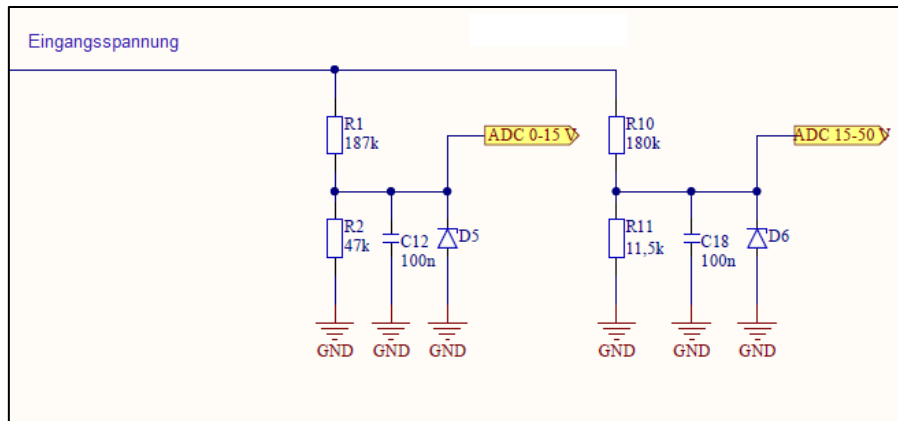 Eingangsspannung
R1
187k
ADC 0-15 V
R10
180k
ADC 15-50 V
R2
47k
C12
100n
D5
R11
11,5k
C18
100n
D6
GND
GND
GND
GND
GND
GND